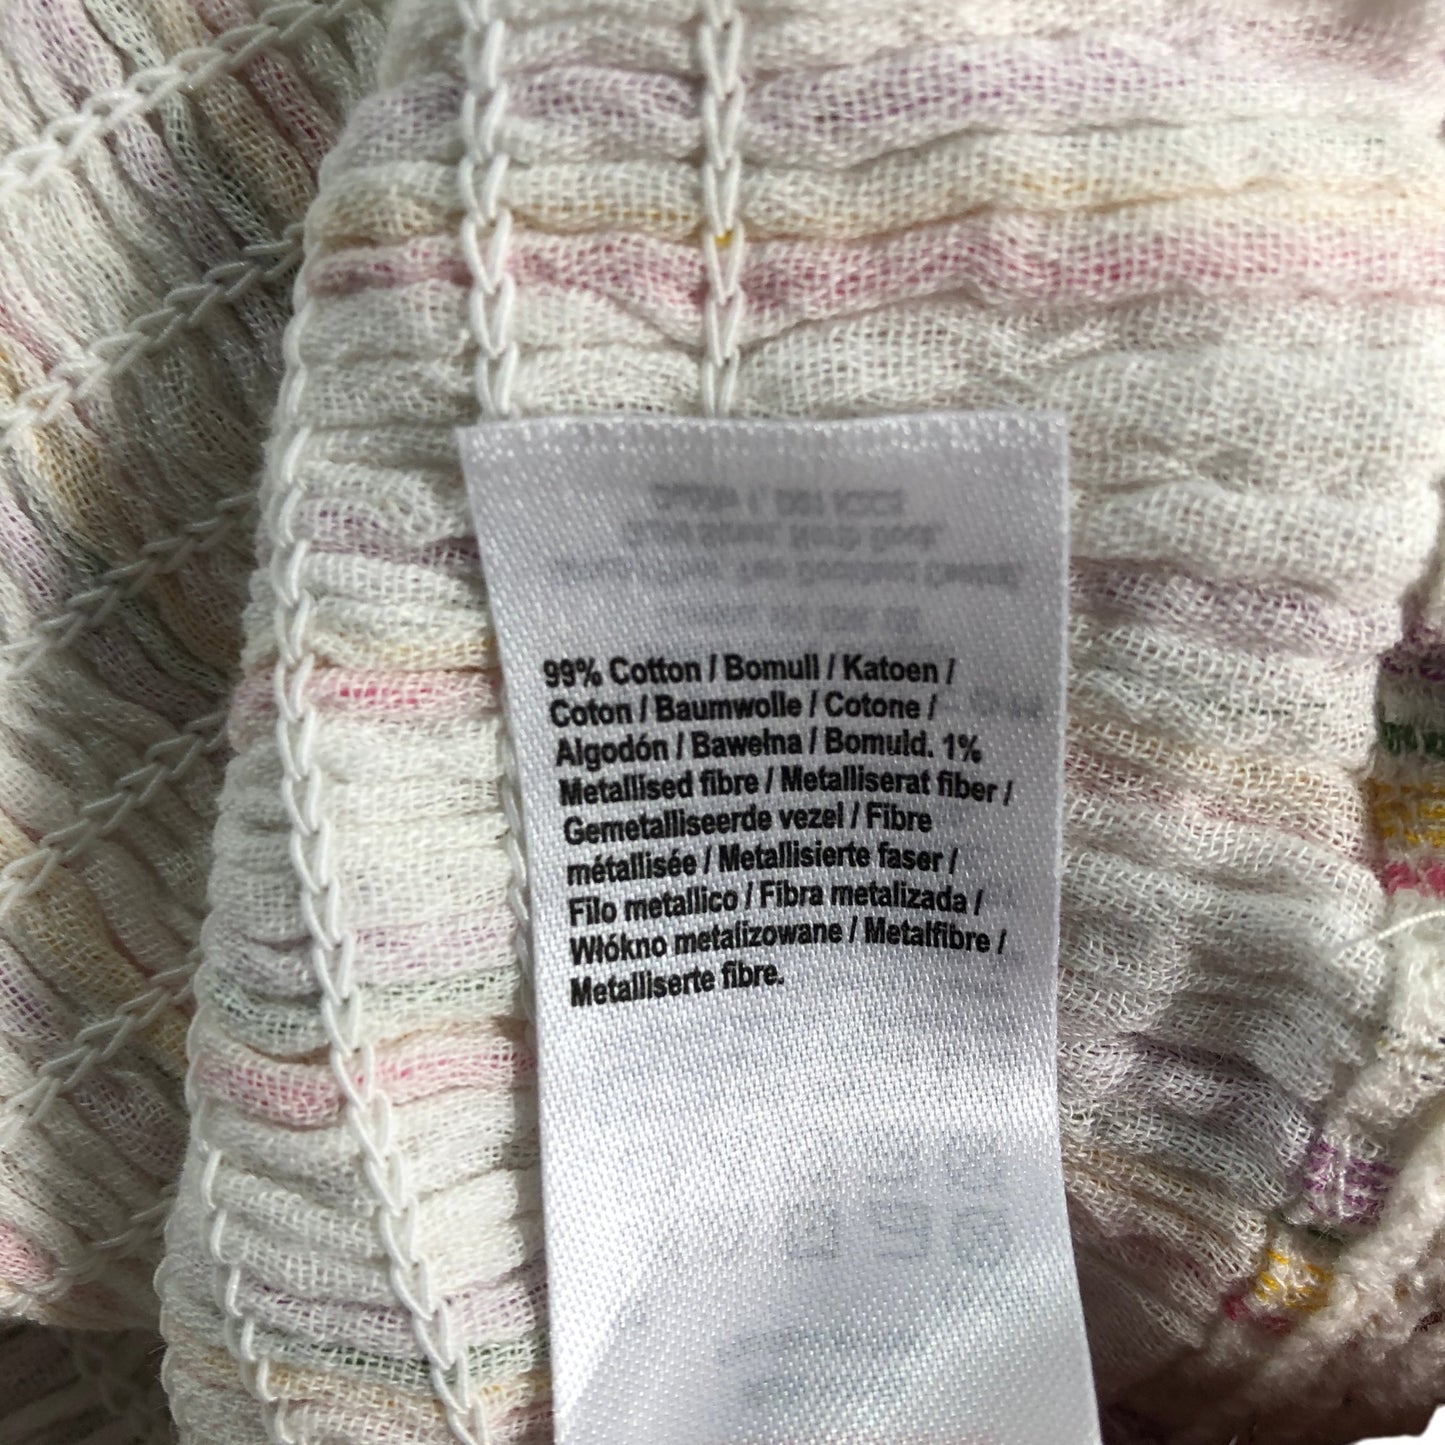 99% Cotton / Bomull / Katoen /
Coton / Baumwolle / Cotone /
Algodón / Bawełna / Bomuld. 1%
Metallised fibre / Metalliserat fiber /
Gemetalliseerde vezel / Fibre
métallisée / Metallisierte faser /
Filo metallico / Fibra metalizada /
Włókno metalizowane / Metalfibre /
Metalliserte fibre.